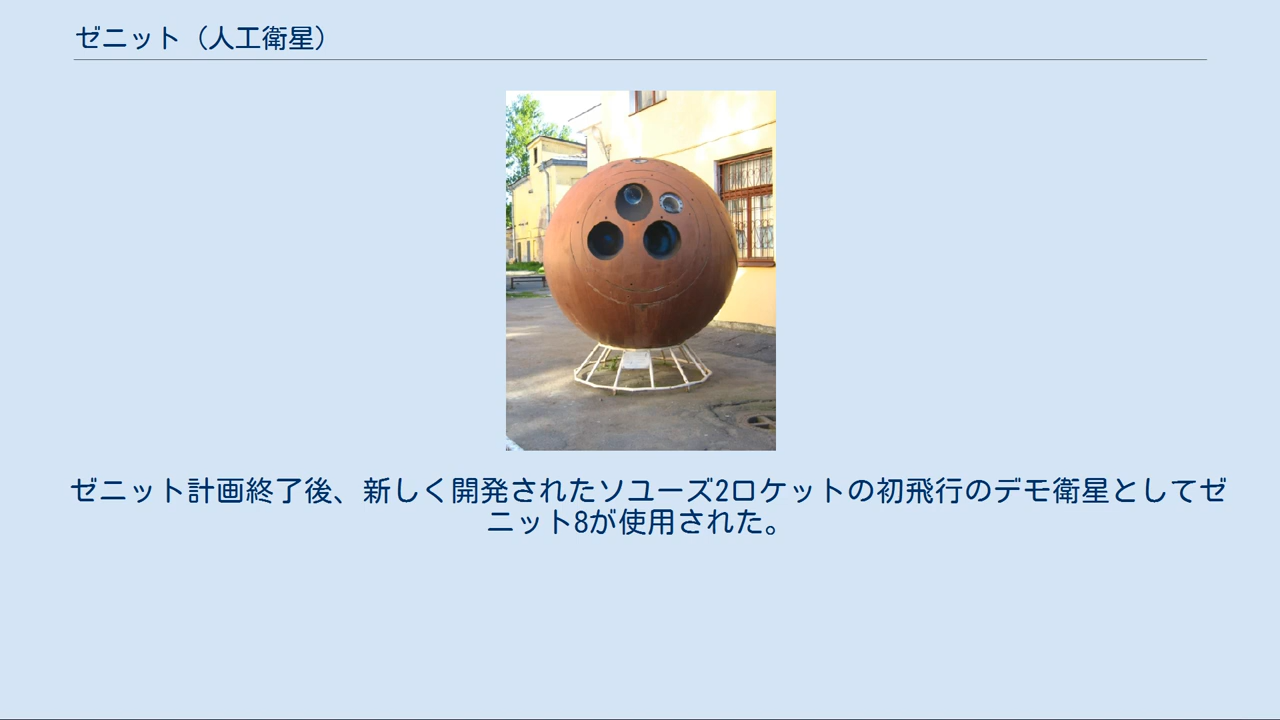 ゼニット（人工衛星）
ゼニット計画終了後、新しく開発されたソユーズ2ロケットの初飛行のデモ衛星としてゼ
ニット8が使用された。